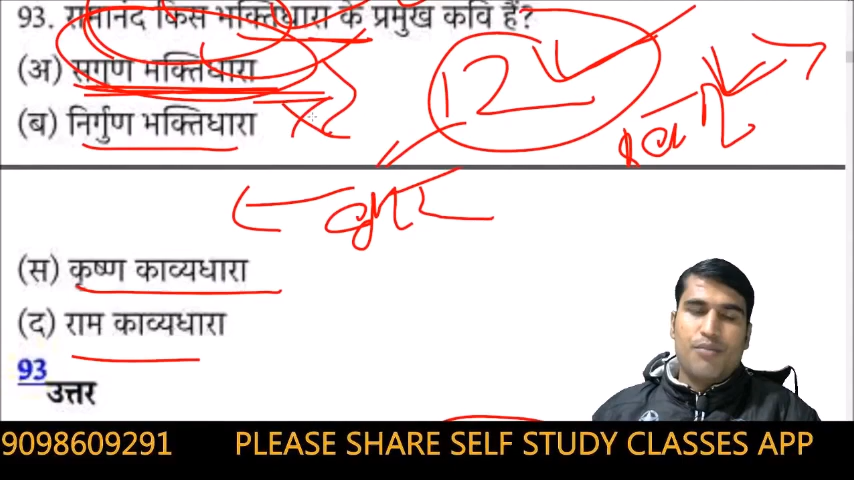 93. रामानंद किस भक्तिधारा के प्रमुख कवि हैं?
(अ) सगुण भक्तिधारा
12
(ब) निर्गुण भक्तिधारा
(स) कृष्ण काव्यधारा
(द) राम काव्यधारा
93
उत्तर
9098609291 PLEASE SHARE SELF STUDY CLASSES APP